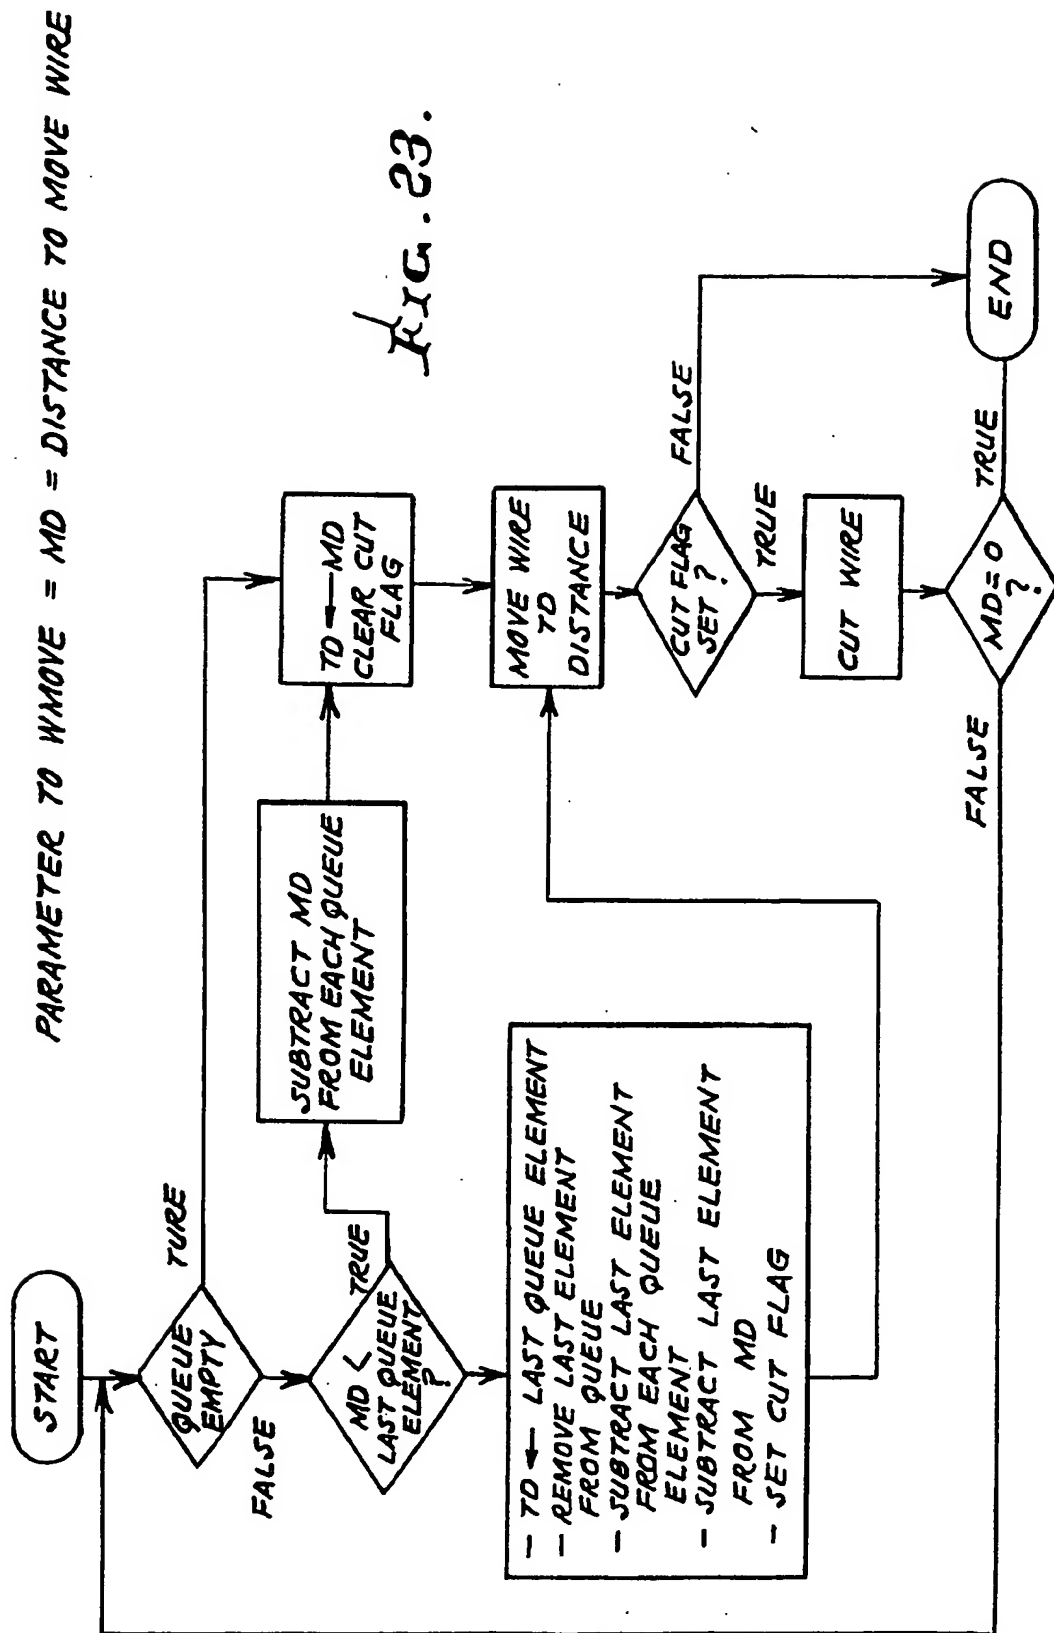 PARAMETER TO WMOVE = MD = DISTANCE TO MOVE WIRE
START
QUEUE
EMPTY
TURE
FALSE
MD <
LAST QUEUE
ELEMENT
?
TRUE
SUBTRACT MD
FROM EACH QUEUE
ELEMENT
TD ← MD
CLEAR CUT
FLAG
- TD ← LAST QUEUE ELEMENT
- REMOVE LAST ELEMENT
FROM QUEUE
- SUBTRACT LAST ELEMENT
FROM EACH QUEUE
ELEMENT
- SUBTRACT LAST ELEMENT
FROM MD
- SET CUT FLAG
MOVE WIRE
TD
DISTANCE
CUT FLAG
SET ?
FALSE
TRUE
CUT WIRE
MD = 0
?
FALSE
TRUE
END
FIG. 23.